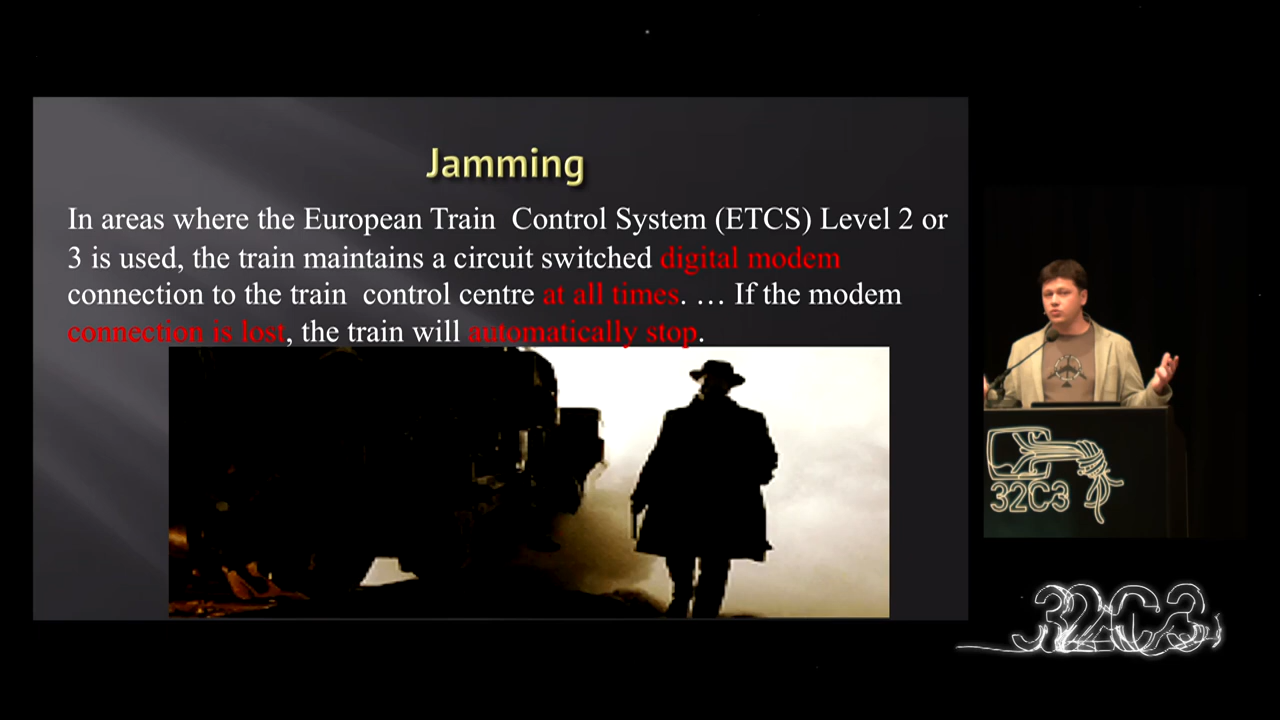 Jamming
In areas where the European Train Control System (ETCS) Level 2 or
3 is used, the train maintains a circuit switched digital modem
connection to the train control centre at all times. … If the modem
connection is lost, the train will automatically stop.
32C3
32C3